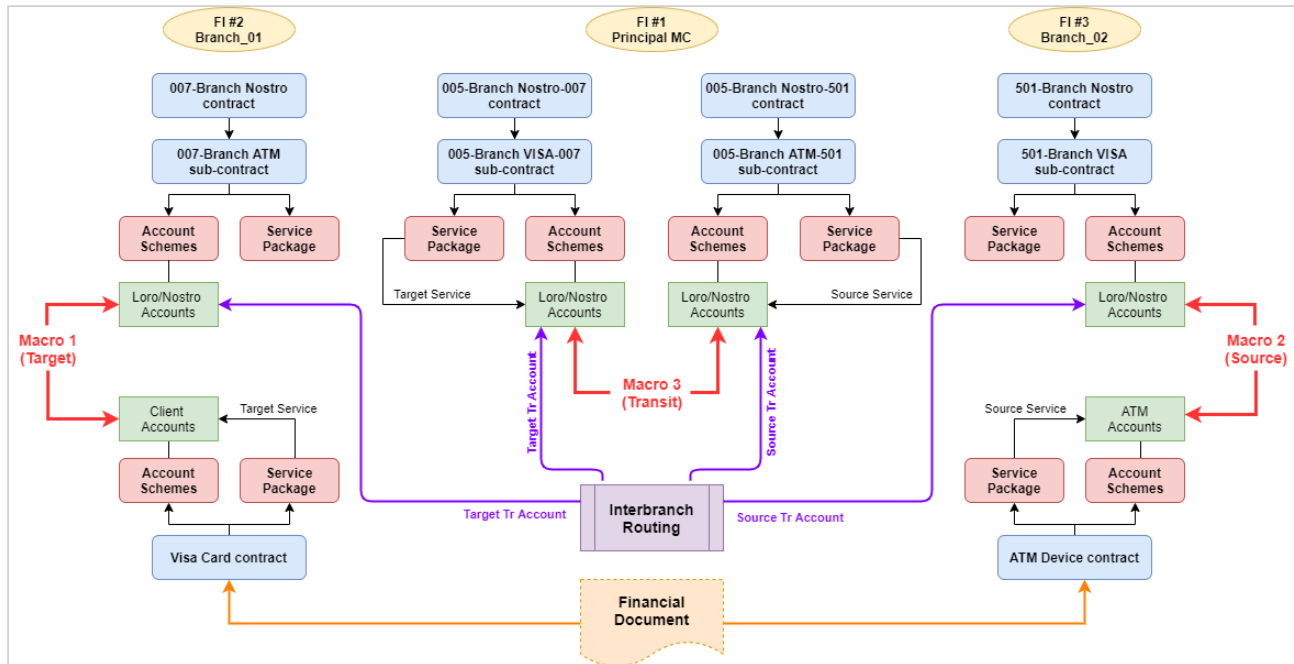 FI #2
Branch_01
FI #1
Principal MC
FI #3
Branch_02
007-Branch Nostro
contract
005-Branch Nostro-007
contract
005-Branch Nostro-501
contract
501-Branch Nostro
contract
007-Branch ATM
sub-contract
005-Branch VISA-007
sub-contract
005-Branch ATM-501
sub-contract
501-Branch VISA
sub-contract
Account
Schemes
Service
Package
Service
Package
Account
Schemes
Account
Schemes
Service
Package
Service
Package
Account
Schemes
Loro/Nostro
Accounts
Target Service
Loro/Nostro
Accounts
Loro/Nostro
Accounts
Source Service
Loro/Nostro
Accounts
Macro 1
(Target)
Macro 3
(Transit)
Macro 2
(Source)
Target Tr Account
Source Tr Account
Client
Accounts
Target Service
Source Service
ATM
Accounts
Account
Schemes
Service
Package
Service
Package
Account
Schemes
Target Tr Account
Interbranch
Routing
Source Tr Account
Visa Card contract
ATM Device contract
Financial
Document